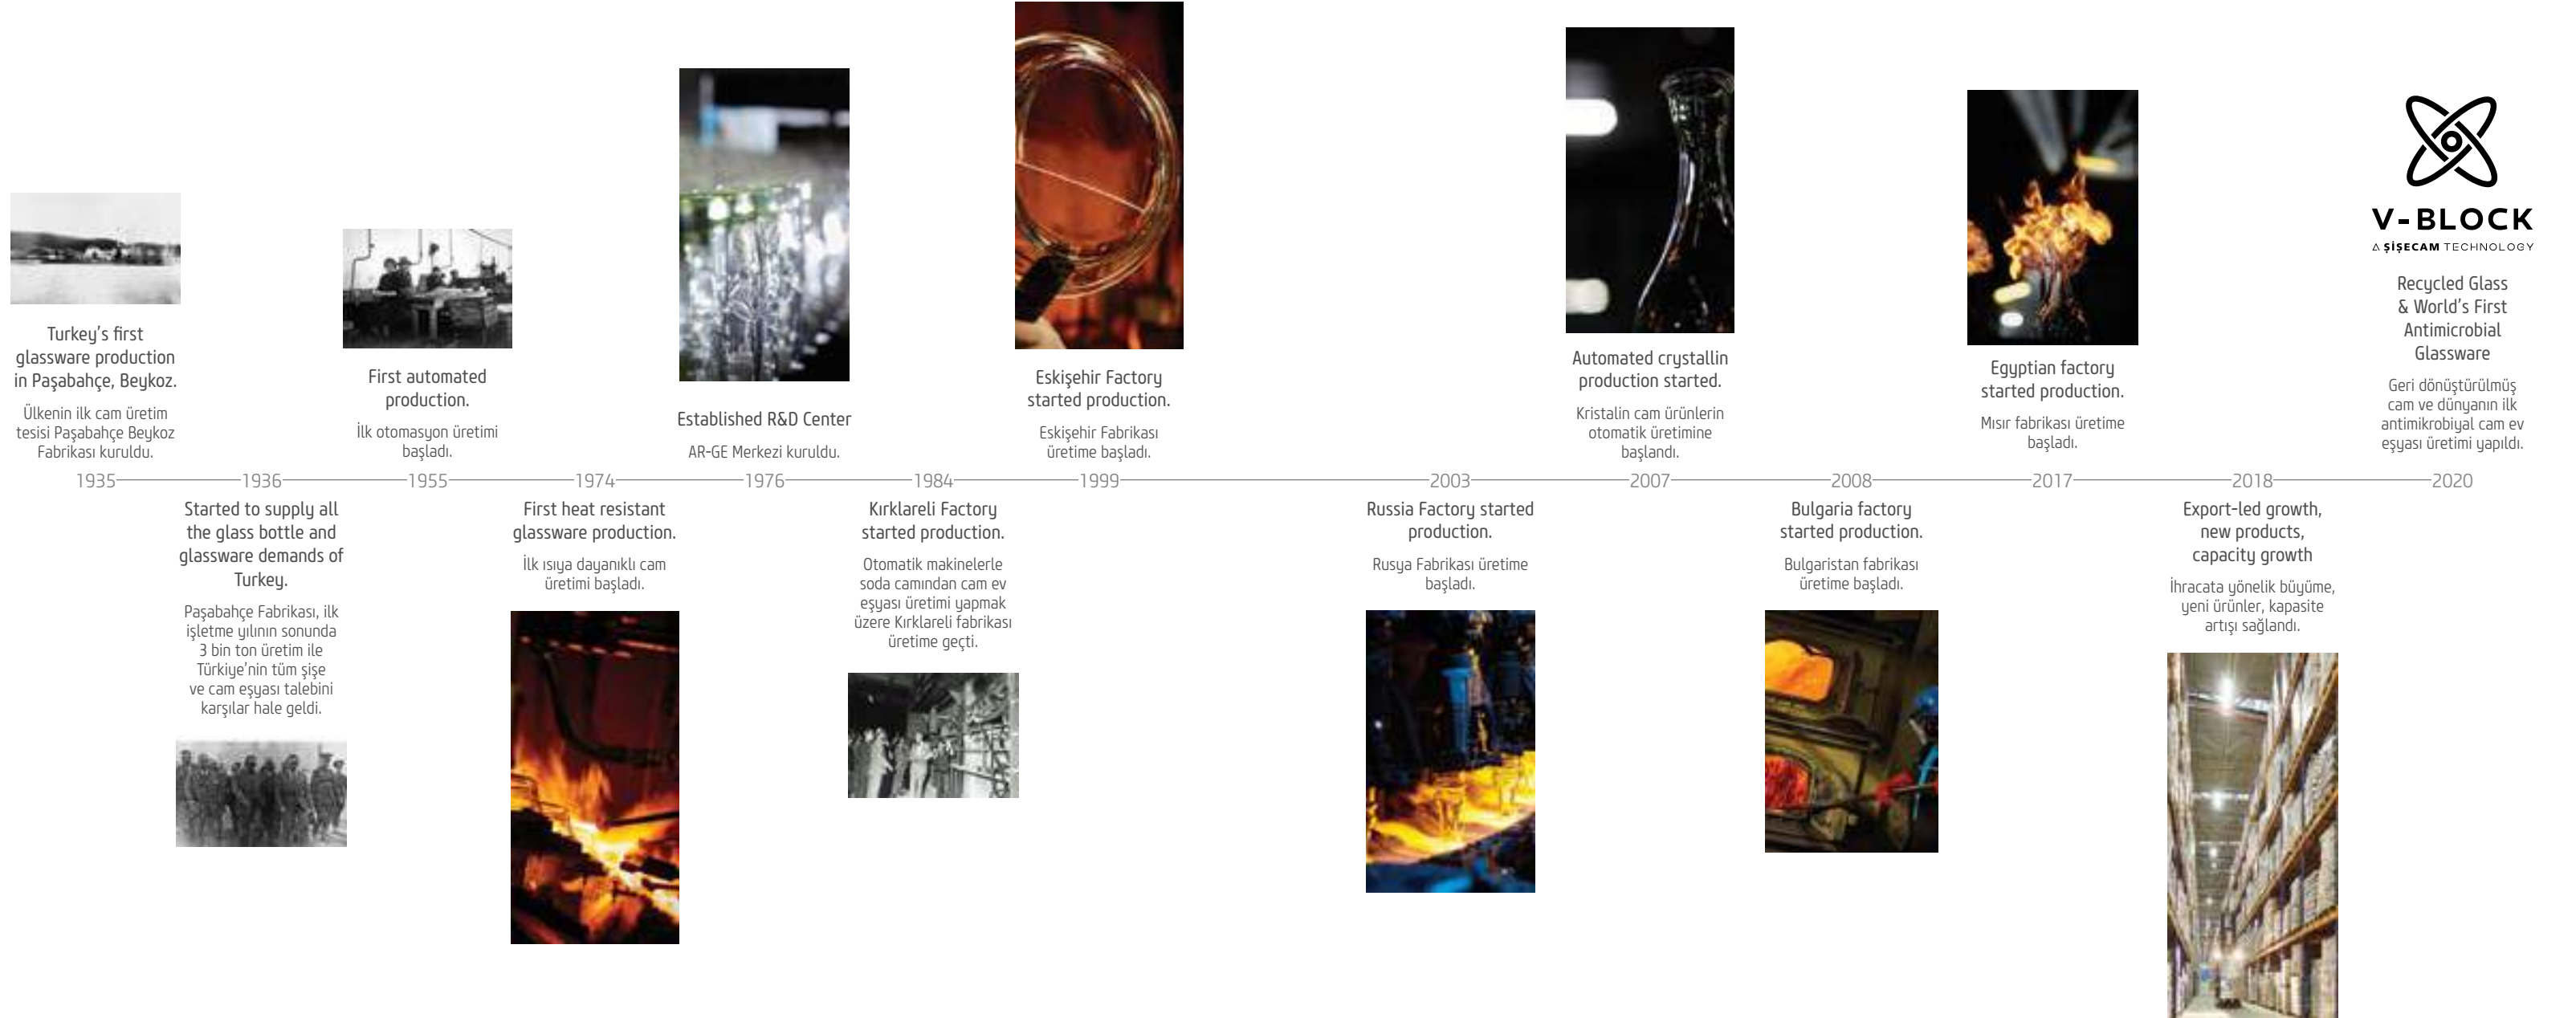 V-BLOCK
A ŞİŞECAM TECHNOLOGY
Turkey's first
glassware production
in Paşabahçe, Beykoz.
Ülkenin ilk cam üretim
tesisi Paşabahçe Beykoz
Fabrikası kuruldu.
1935
1936
Started to supply all
the glass bottle and
glassware demands of
Turkey.
Paşabahçe Fabrikası, ilk
işletme yılının sonunda
3 bin ton üretim ile
Türkiye'nin tüm şişe
ve cam eşyası talebini
karşılar hale geldi.
First automated
production.
İlk otomasyon üretimi
başladı.
1955
1974
First heat resistant
glassware production.
İlk ısıya dayanıklı cam
üretimi başladı.
Established R&D Center
AR-GE Merkezi kuruldu.
1976
1984
Kırklareli Factory
started production.
Otomatik makinelerle
soda camından cam ev
eşyası üretimi yapmak
üzere Kırklareli fabrikası
üretime geçti.
Eskişehir Factory
started production.
Eskişehir Fabrikası
üretime başladı.
1999
2003
Russia Factory started
production.
Rusya Fabrikası üretime
başladı.
Automated crystallin
production started.
Kristalin cam ürünlerin
otomatik üretimine
başlandı.
2007
2008
Bulgaria factory
started production.
Bulgaristan fabrikası
üretime başladı.
Egyptian factory
started production.
Mısır fabrikası üretime
başladı.
2017
2018
Export-led growth,
new products,
capacity growth
İhracata yönelik büyüme,
yeni ürünler, kapasite
artışı sağlandı.
Recycled Glass
& World's First
Antimicrobial
Glassware
Geri dönüştürülmüş
cam ve dünyanın ilk
antimikrobiyal cam ev
eşyası üretimi yapıldı.
2020